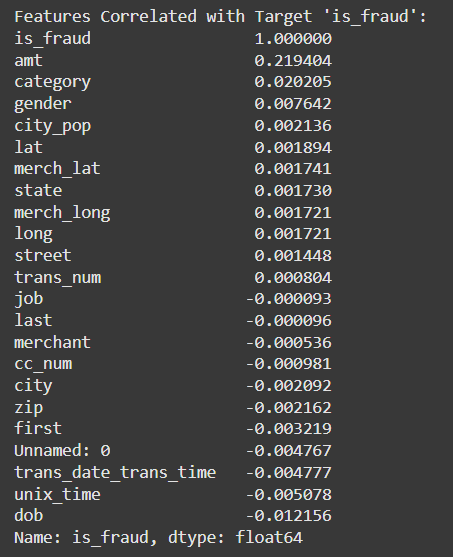 Features Correlated with Target 'is_fraud':
is_fraud                 1.000000
amt                      0.219404
category                 0.020205
gender                   0.007642
city_pop                 0.002136
lat                      0.001894
merch_lat                0.001741
state                    0.001730
merch_long               0.001721
long                     0.001721
street                   0.001448
trans_num                0.000804
job                     -0.000093
last                    -0.000096
merchant                -0.000536
cc_num                  -0.000981
city                    -0.002092
zip                     -0.002162
first                   -0.003219
Unnamed: 0              -0.004767
trans_date_trans_time   -0.004777
unix_time               -0.005078
dob                     -0.012156
Name: is_fraud, dtype: float64